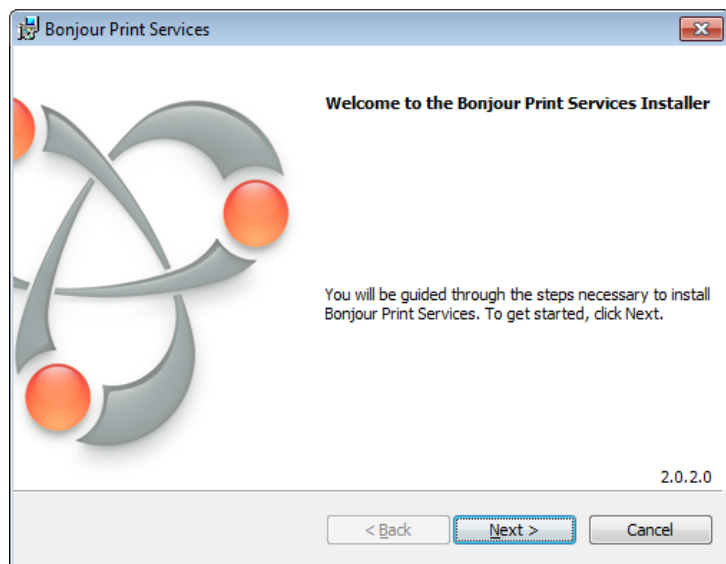 Bonjour Print Services
Welcome to the Bonjour Print Services Installer
You will be guided through the steps necessary to install
Bonjour Print Services. To get started, click Next.
2.0.2.0
< Back
Next >
Cancel